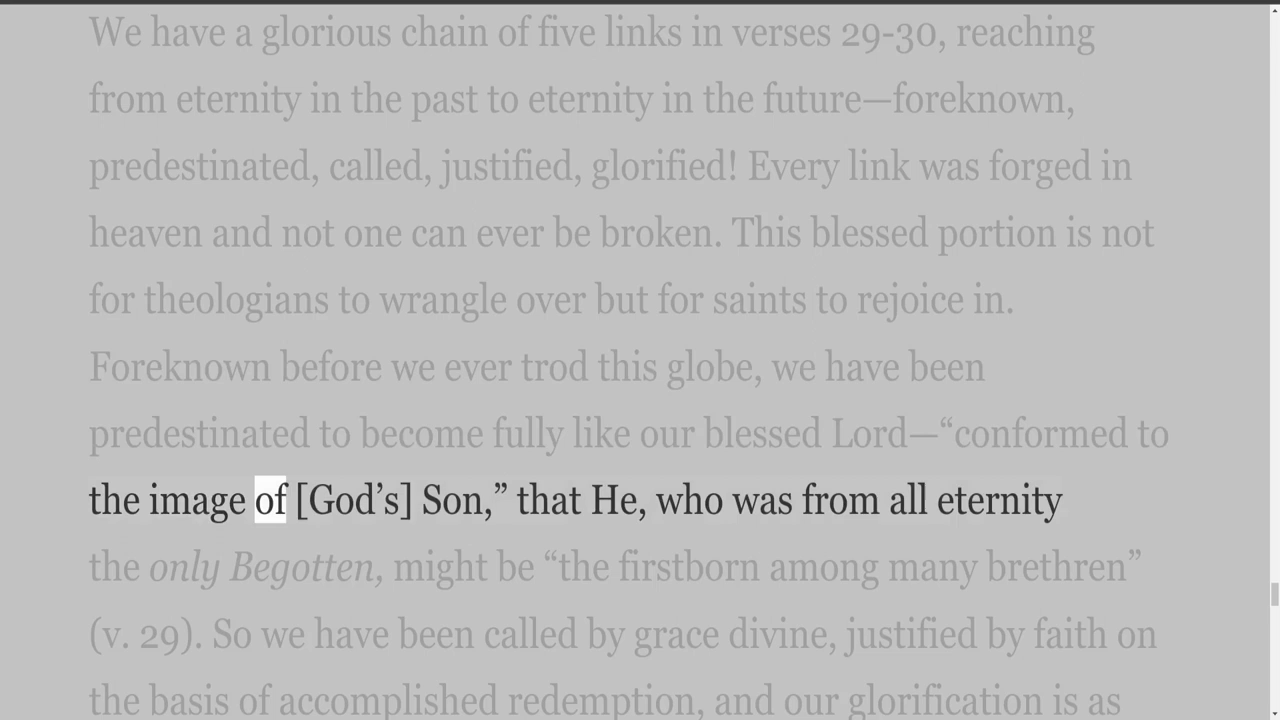 We have a glorious chain of five links in verses 29-30, reaching
from eternity in the past to eternity in the future—foreknown,
predestinated, called, justified, glorified! Every link was forged in
heaven and not one can ever be broken. This blessed portion is not
for theologians to wrangle over but for saints to rejoice in.
Foreknown before we ever trod this globe, we have been
predestinated to become fully like our blessed Lord—“conformed to
the image of [God’s] Son,” that He, who was from all eternity
the only Begotten, might be “the firstborn among many brethren”
(v. 29). So we have been called by grace divine, justified by faith on
the basis of accomplished redemption, and our glorification is as